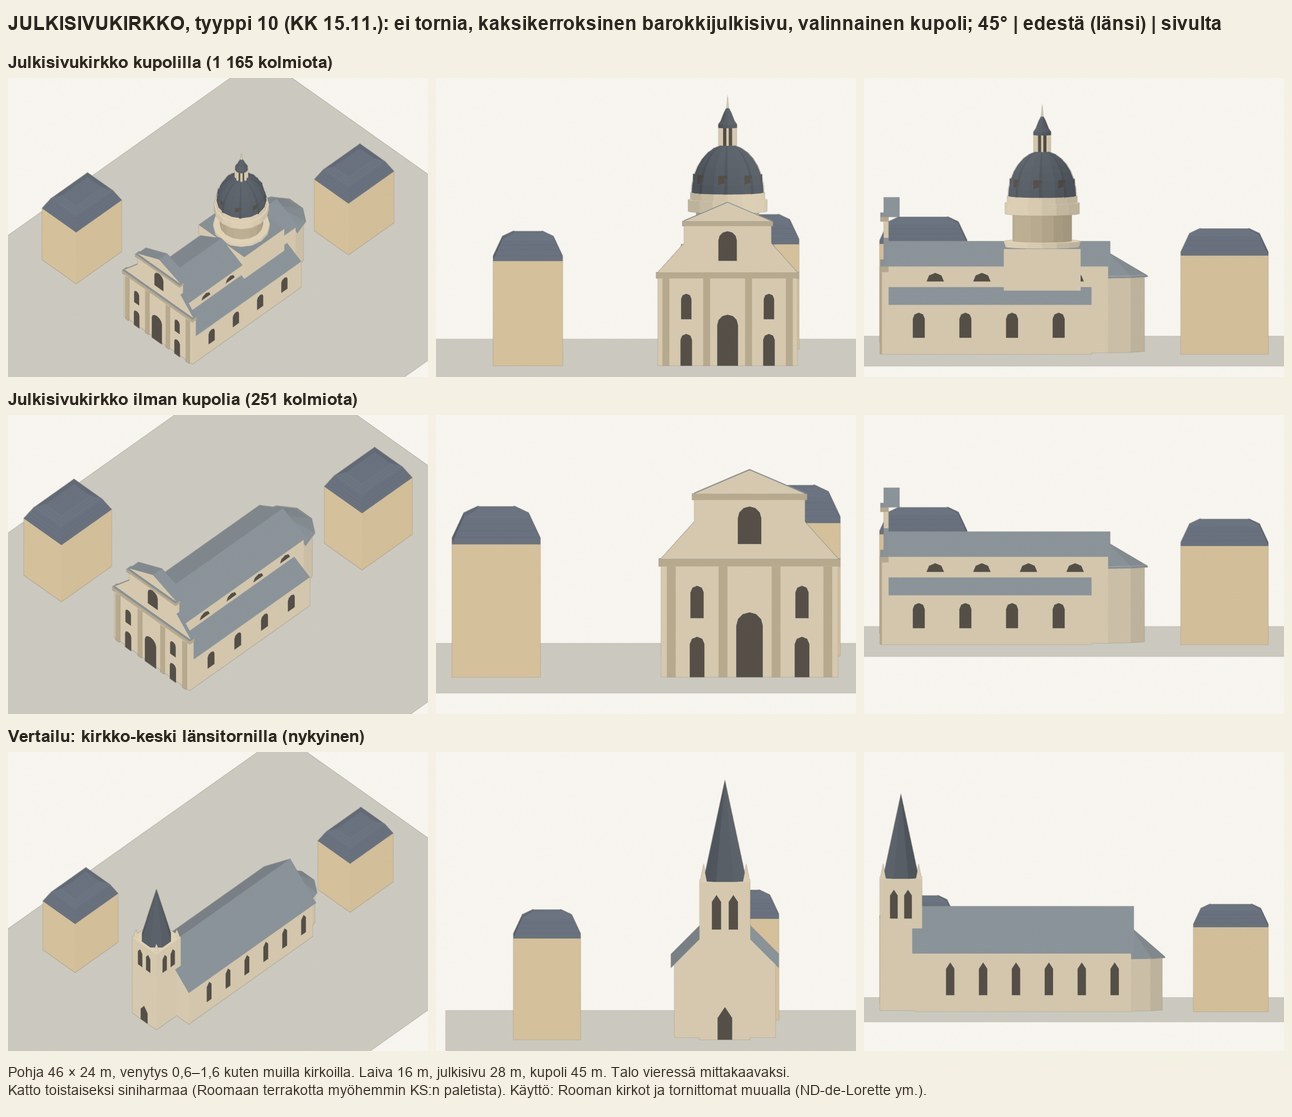 JULKISIVUKIRKKO, tyyppi 10 (KK 15.11.): ei tornia, kaksikerroksinen barokkijulkisivu, valinnainen kupoli; 45° | edestä (länsi) | sivulta
Julkisivukirkko kupolilla (1 165 kolmiota)
Julkisivukirkko ilman kupolia (251 kolmiota)
Vertailu: kirkko-keski länsitornilla (nykyinen)
Pohja 46 × 24 m, venytys 0,6–1,6 kuten muilla kirkoilla. Laiva 16 m, julkisivu 28 m, kupoli 45 m. Talo vieressä mittakaavaksi.
Katto toistaiseksi siniharmaa (Roomaan terrakotta myöhemmin KS:n paletista). Käyttö: Rooman kirkot ja tornittomat muualla (ND-de-Lorette ym.).